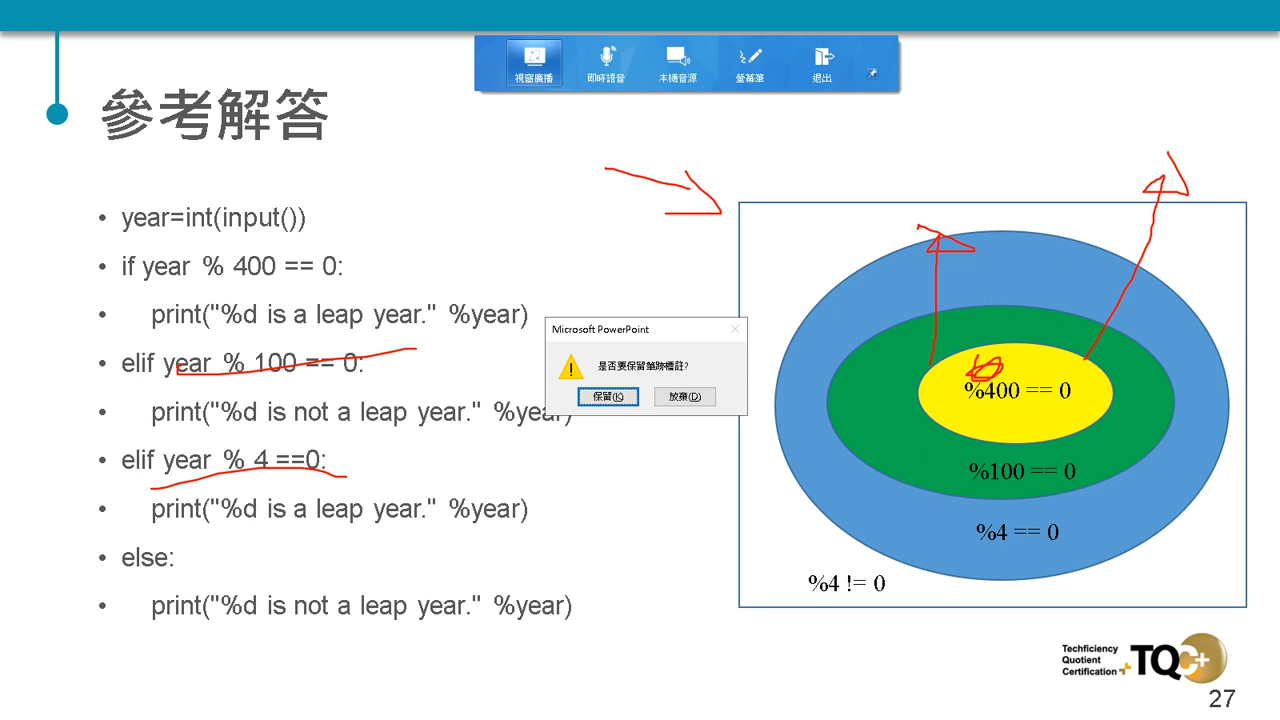 視窗廣播 即時語音 本機音源 螢幕筆 退出
參考解答
• year=int(input())
• if year % 400 == 0:
• print("%d is a leap year." %year)
• elif year % 100 == 0:
• print("%d is not a leap year." %year)
• elif year % 4 ==0:
• print("%d is a leap year." %year)
• else:
• print("%d is not a leap year." %year)
Microsoft PowerPoint
是否要保留筆跡標註?
保留(K) 放棄(D)
%400 == 0
%100 == 0
%4 == 0
%4 != 0
Techficiency
Quotient
Certification
TQC+
27